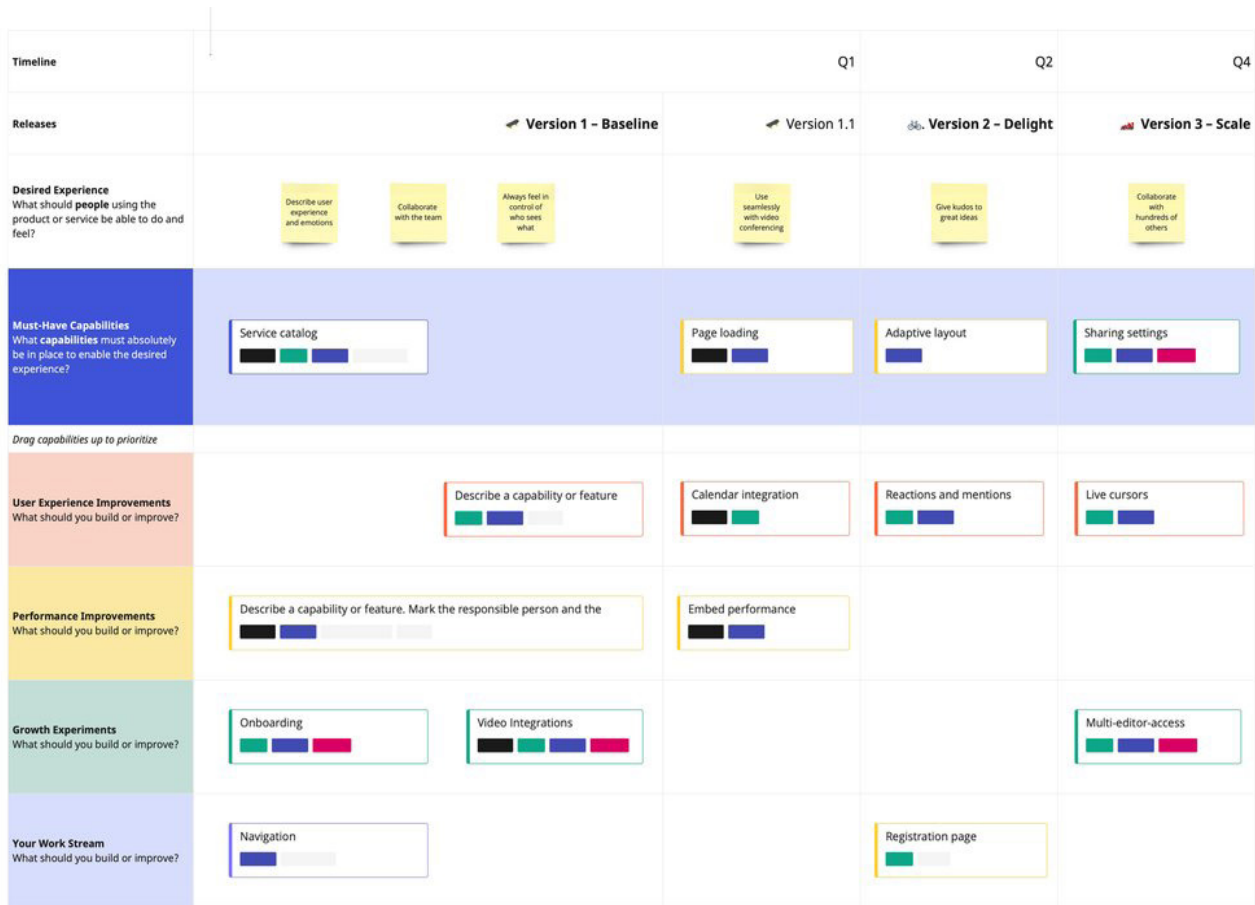 Timeline
Q1
Q2
Q4
Releases
Version 1 – Baseline
Version 1.1
Version 2 – Delight
Version 3 – Scale
Desired Experience
What should people using the
product or service be able to do and
feel?
Describe user
experience
and emotions
Collaborate
with the team
Always feel in
control of
who sees
what
Use
seamlessly
with video
conferencing
Give kudos to
great ideas
Collaborate
with
hundreds of
others
Must-Have Capabilities
What capabilities must absolutely
be in place to enable the desired
experience?
Service catalog
Page loading
Adaptive layout
Sharing settings
Drag capabilities up to prioritize
User Experience Improvements
What should you build or improve?
Describe a capability or feature
Calendar integration
Reactions and mentions
Live cursors
Performance Improvements
What should you build or improve?
Describe a capability or feature. Mark the responsible person and the
Embed performance
Growth Experiments
What should you build or improve?
Onboarding
Video Integrations
Multi-editor-access
Your Work Stream
What should you build or improve?
Navigation
Registration page